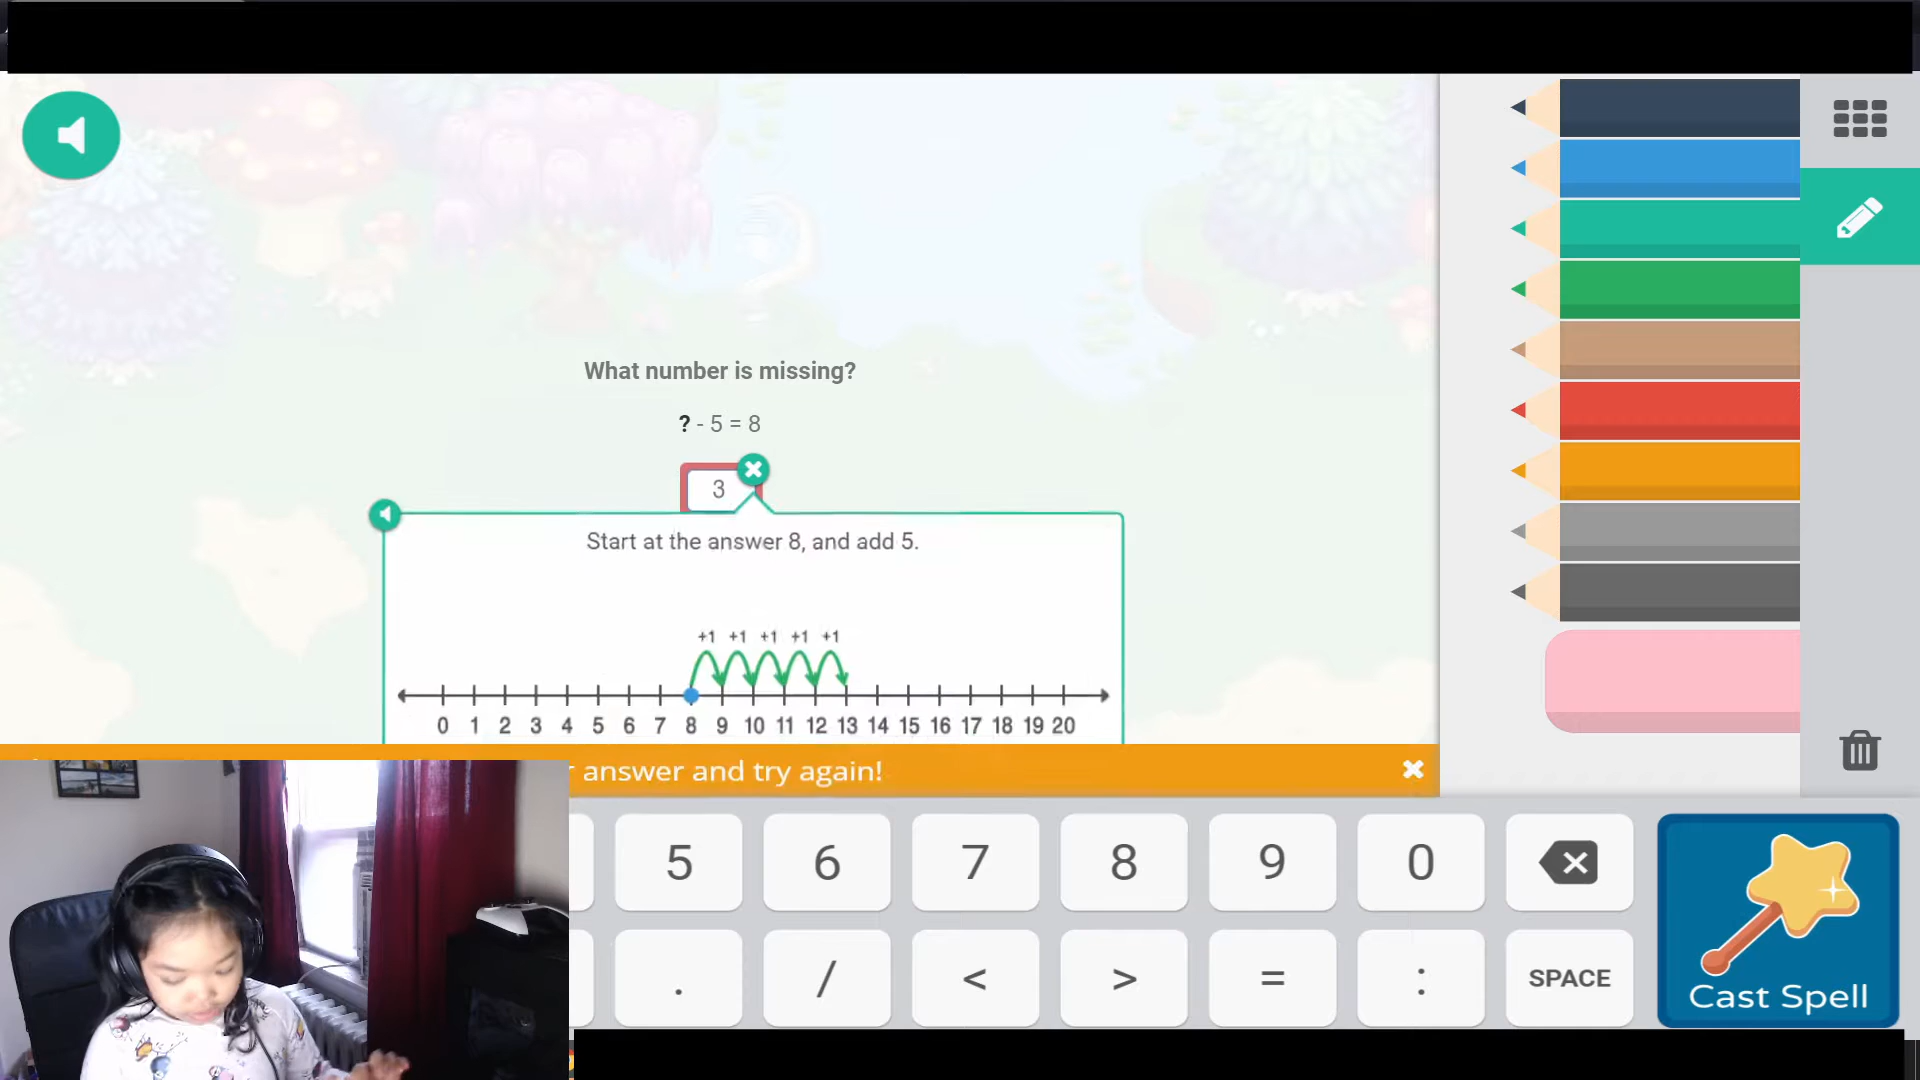 What number is missing?
? - 5 = 8
3
Start at the answer 8, and add 5.
+1 +1 +1 +1 +1
0 1 2 3 4 5 6 7 8 9 10 11 12 13 14 15 16 17 18 19 20
answer and try again!
5 6 7 8 9 0
. / < > = : SPACE
Cast Spell